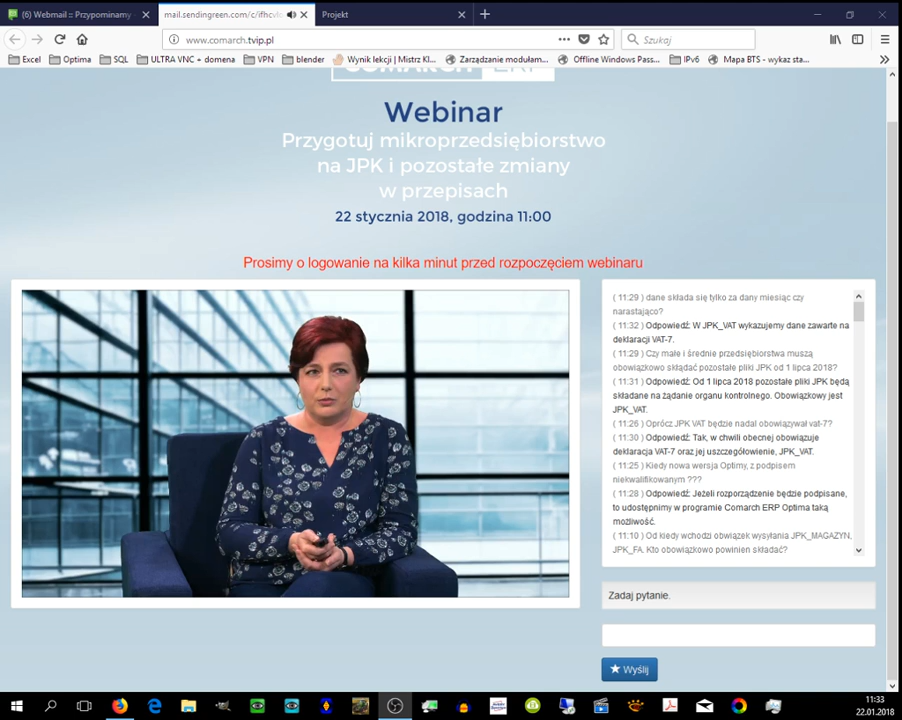 (6) Webmail :: Przypominamy -
mail.sendingreen.com/c/ifhcvlo
Projekt
www.comarch.tvip.pl
Szukaj
Excel
Optima
SQL
ULTRA VNC + domena
VPN
blender
Wynik lekcji | Mistrz Kl...
Zarządzanie modułam...
Offline Windows Pass...
IPv6
Mapa BTS - wykaz sta...
COMARCH ERP
Webinar
Przygotuj mikroprzedsiębiorstwo
na JPK i pozostałe zmiany
w przepisach
22 stycznia 2018, godzina 11:00
Prosimy o logowanie na kilka minut przed rozpoczęciem webinaru
( 11:29 ) dane składa się tylko za dany miesiąc czy
narastająco?
( 11:32 ) Odpowiedź: W JPK_VAT wykazujemy dane zawarte na
deklaracji VAT-7.
( 11:29 ) Czy małe i średnie przedsiębiorstwa muszą
obowiązkowo składać pozostałe pliki JPK od 1 lipca 2018?
( 11:31 ) Odpowiedź: Od 1 lipca 2018 pozostałe pliki JPK będą
składane na żądanie organu kontrolnego. Obowiązkowy jest
JPK_VAT.
( 11:26 ) Oprócz JPK VAT będzie nadal obowiązywał vat-7?
( 11:30 ) Odpowiedź: Tak, w chwili obecnej obowiązuje
deklaracja VAT-7 oraz jej uszczegółowienie, JPK_VAT.
( 11:25 ) Kiedy nowa wersja Optimy, z podpisem
niekwalifikowanym ???
( 11:28 ) Odpowiedź: Jeżeli rozporządzenie będzie podpisane,
to udostępnimy w programie Comarch ERP Optima taką
możliwość.
( 11:10 ) Od kiedy wchodzi obwiązek wysyłania JPK_MAGAZYN,
JPK_FA. Kto obowiązkowo powinien składać?
Zadaj pytanie.
Wyślij
11:33
22.01.2018